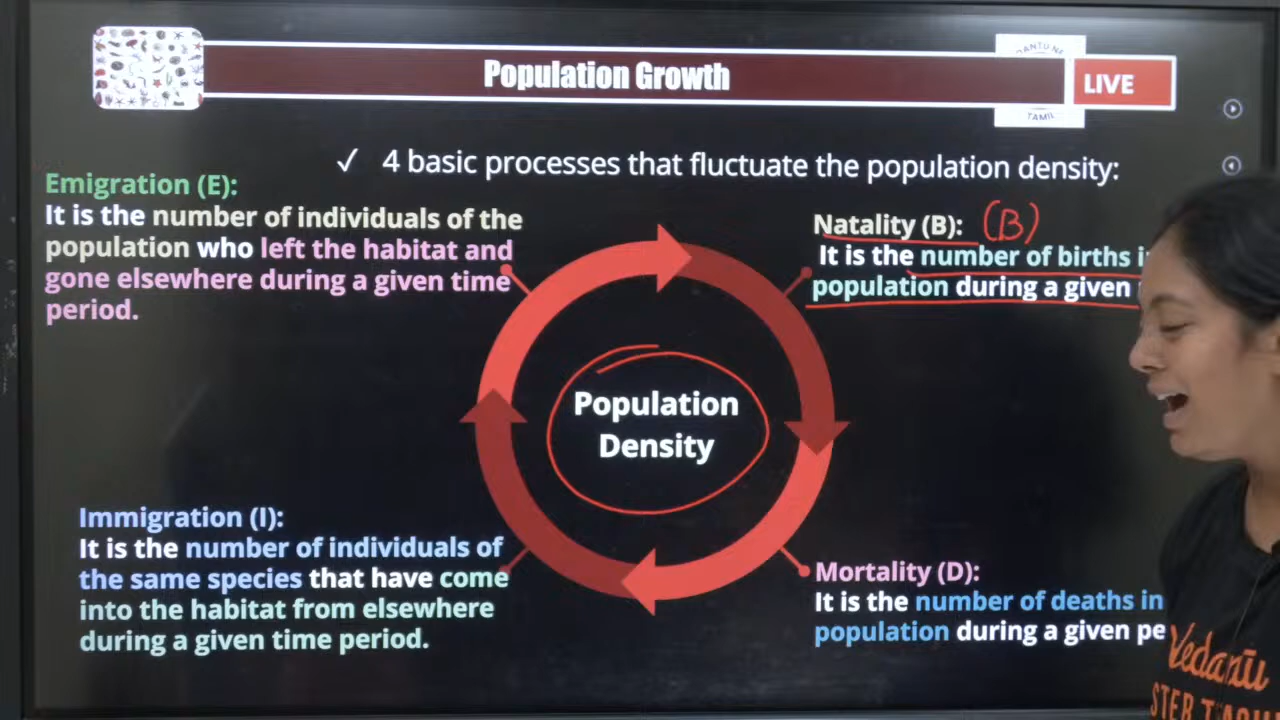 Population Growth
LIVE
TAMIL
✓ 4 basic processes that fluctuate the population density:
Emigration (E):
It is the number of individuals of the
population who left the habitat and
gone elsewhere during a given time
period.
Natality (B): (B)
It is the number of births
population during a given
Population
Density
Immigration (I):
It is the number of individuals of
the same species that have come
into the habitat from elsewhere
during a given time period.
Mortality (D):
It is the number of deaths in
population during a given pe
Vedantu